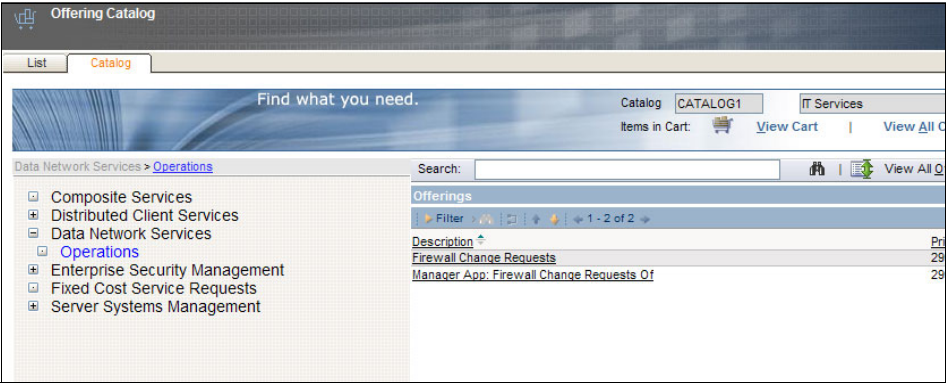 Offering Catalog
List
Catalog
Find what you need.
Catalog CATALOG1 IT Services
Items in Cart: View Cart | View All
Data Network Services > Operations
Search: | View All
Composite Services
Distributed Client Services
Data Network Services
Operations
Enterprise Security Management
Fixed Cost Service Requests
Server Systems Management
Offerings
Filter 1 - 2 of 2
Description
Firewall Change Requests 29
Manager App: Firewall Change Requests Of 29